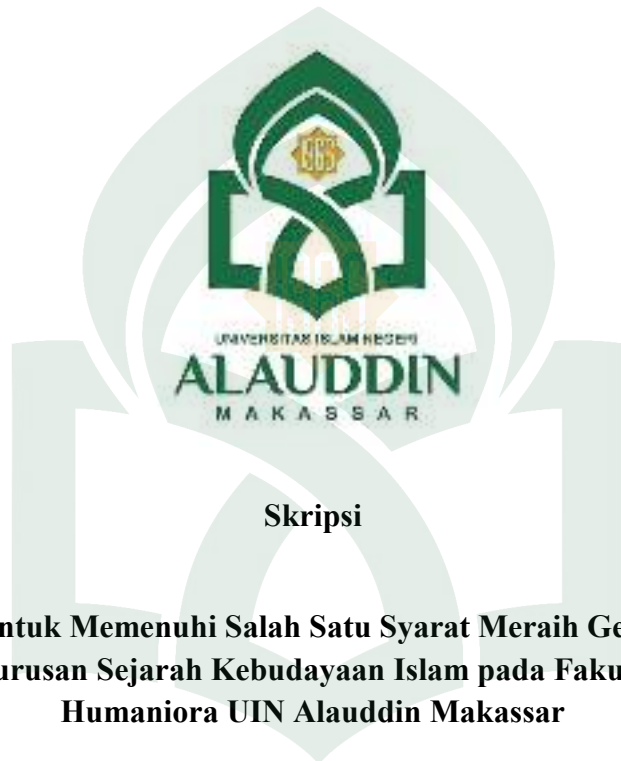 1965
UNIVERSITAS ISLAM NEGERI
ALAUDDIN
MAKASSAR
Skripsi
ntuk Memenuhi Salah Satu Syarat Meraih Ge
urusan Sejarah Kebudayaan Islam pada Faku
Humaniora UIN Alauddin Makassar